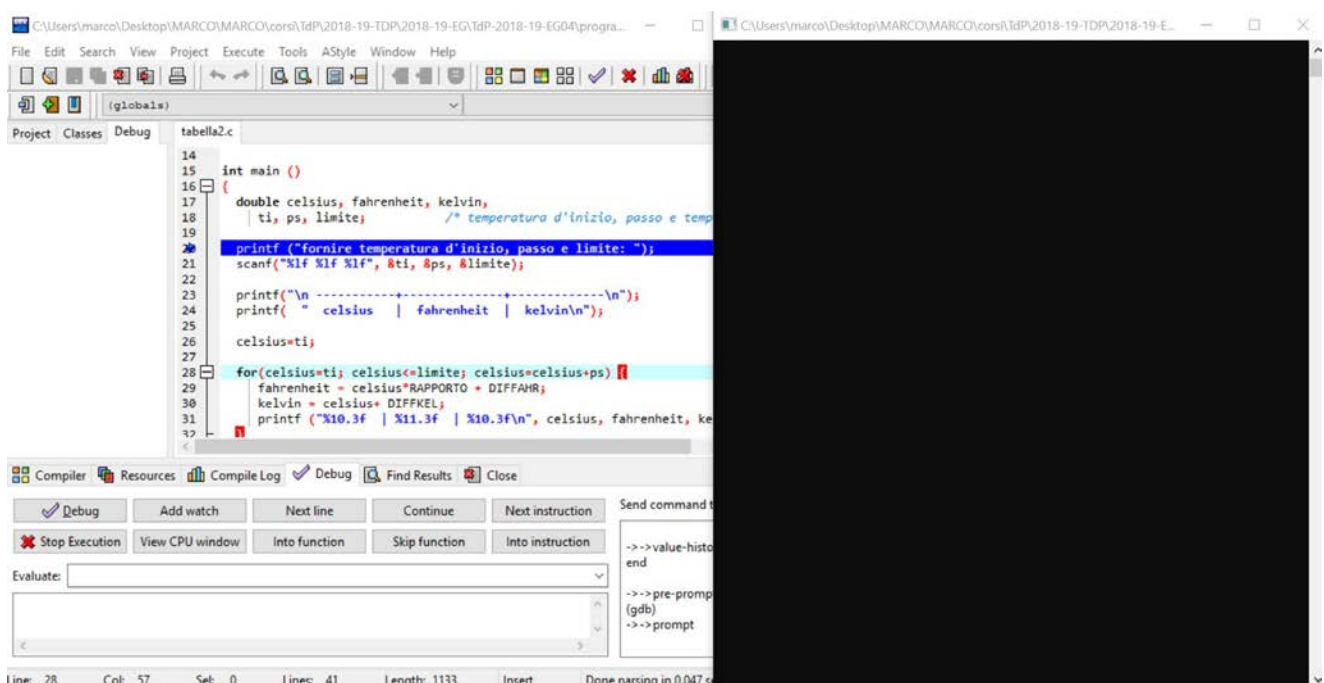 C:\Users\marco\Desktop\MARCO\MARCO\corsi\TdP\2018-19-TDP\2018-19-EG\TdP-2018-19-EG04\progra...
C:\Users\marco\Desktop\MARCO\MARCO\corsi\TdP\2018-19-TDP\2018-19-E...
File Edit Search View Project Execute Tools AStyle Window Help
(globals)
Project Classes Debug tabella2.c
14
15 int main ()
16 {
17 double celsius, fahrenheit, kelvin,
18 ti, ps, limite; /* temperatura d'inizio, passo e temp
19
printf ("fornire temperatura d'inizio, passo e limite: ");
21 scanf("%lf %lf %lf", &ti, &ps, &limite);
22
23 printf("\n -----------+--------------+-------------\n");
24 printf( " celsius | fahrenheit | kelvin\n");
25
26 celsius=ti;
27
28 for(celsius=ti; celsius<=limite; celsius=celsius+ps) {
29 fahrenheit = celsius*RAPPORTO + DIFFAHR;
30 kelvin = celsius+ DIFFKEL;
31 printf ("%10.3f | %11.3f | %10.3f\n", celsius, fahrenheit, ke
32 }
Compiler Resources Compile Log Debug Find Results Close
Debug Add watch Next line Continue Next instruction Send command t
Stop Execution View CPU window Into function Skip function Into instruction
->->value-histo
end
Evaluate:
->->pre-promp
(gdb)
->->prompt
Line: 28 Col: 57 Sel: 0 Lines: 41 Length: 1133 Insert Done parsing in 0.047 se